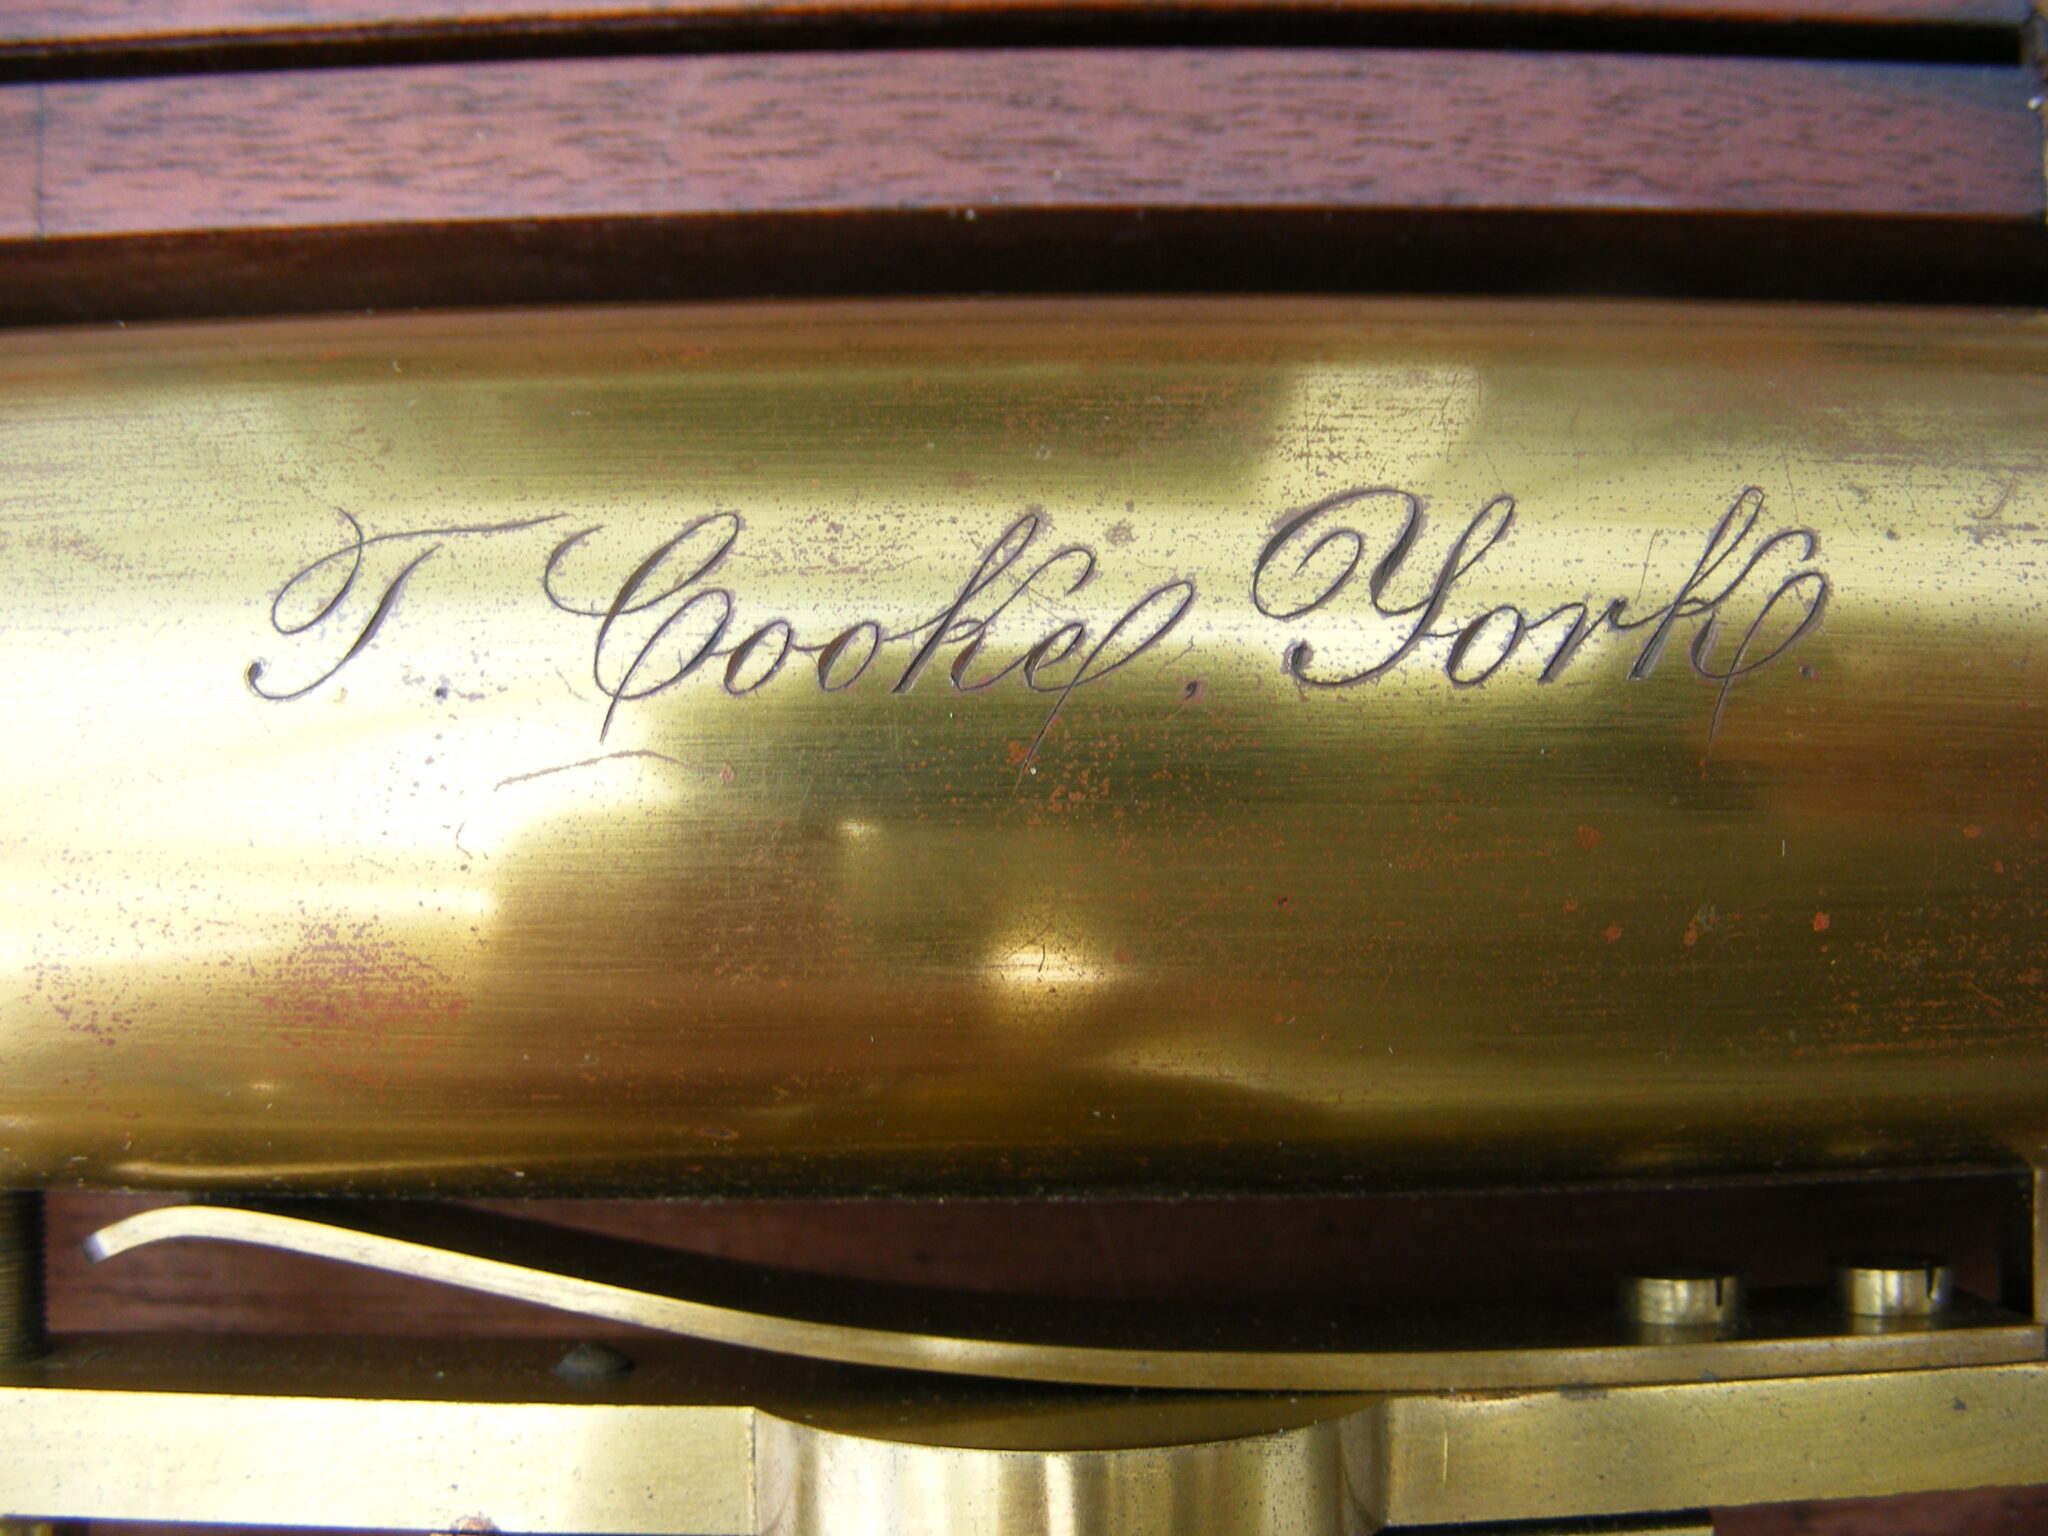 T. Cooke, York.